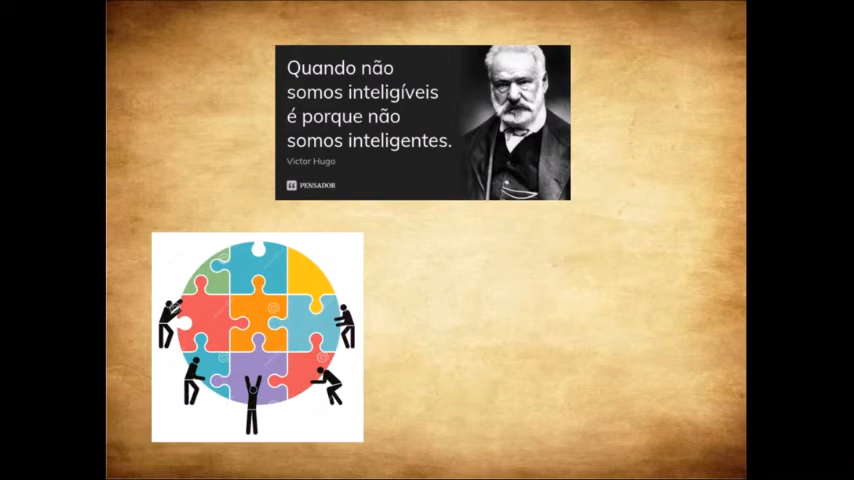 Quando não
somos inteligíveis
é porque não
somos inteligentes.
Victor Hugo
PENSADOR